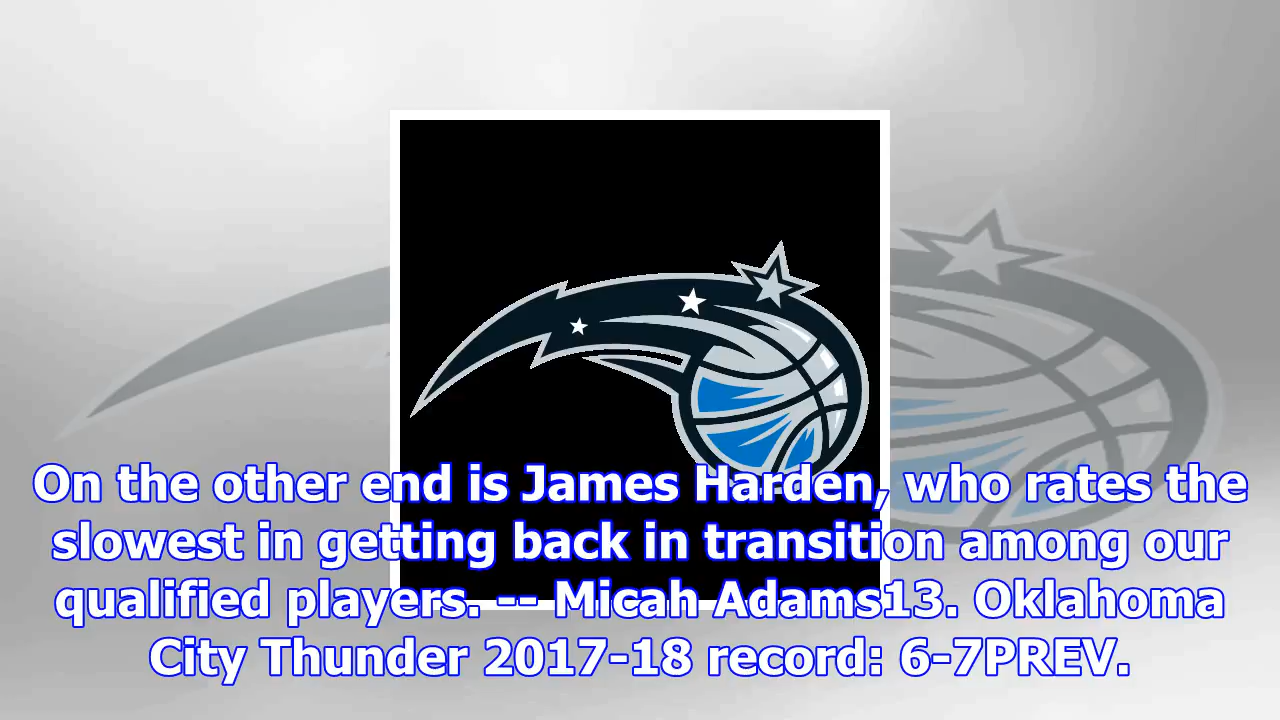 On the other end is James Harden, who rates the
slowest in getting back in transition among our
qualified players. -- Micah Adams13. Oklahoma
City Thunder 2017-18 record: 6-7PREV.